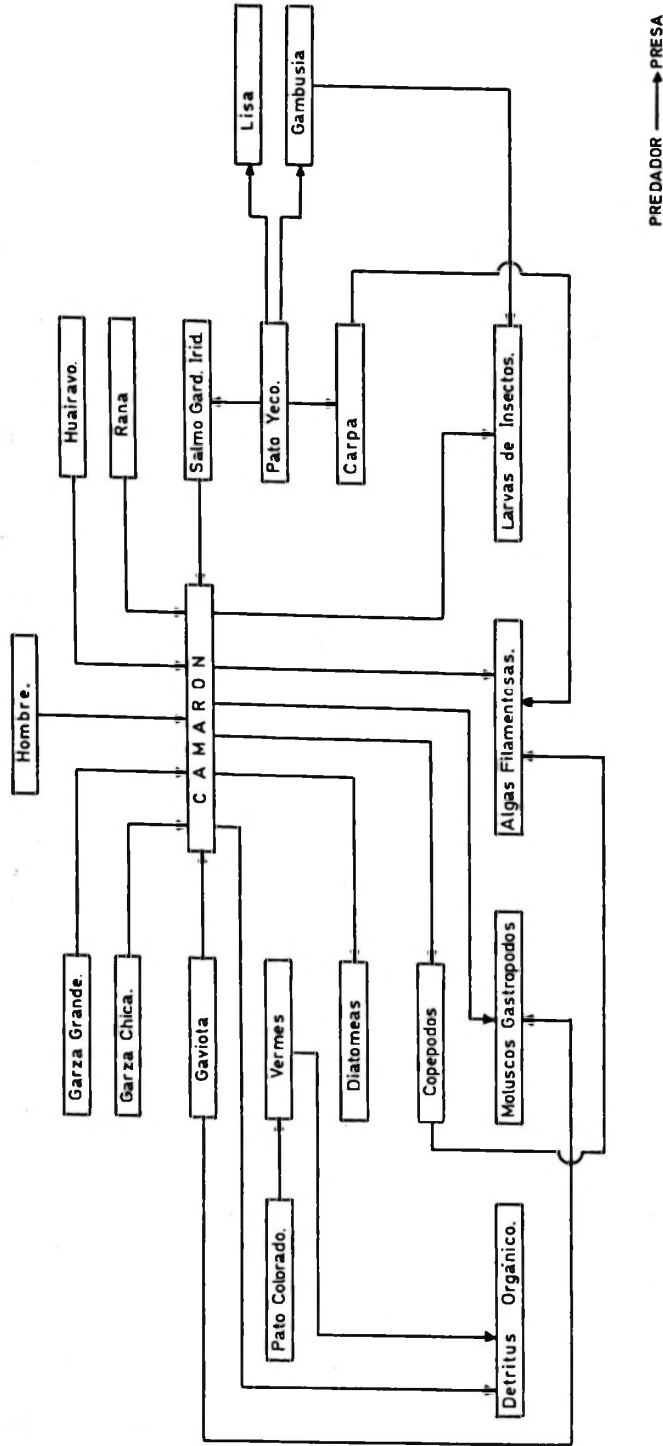 Hombre.
Garza Grande.
Huairavo.
Garza Chica.
Rana
Gaviota
C A M A R O N
Salmo Gard. Irid.
Lisa
Pato Colorado.
Vermes
Pato Yeco.
Gambusia
Diatomeas
Carpa
Copepodos
Detritus Orgánico.
Moluscos Gastropodos
Algas Filamentosas.
Larvas de Insectos.
PREDADOR → PRESA